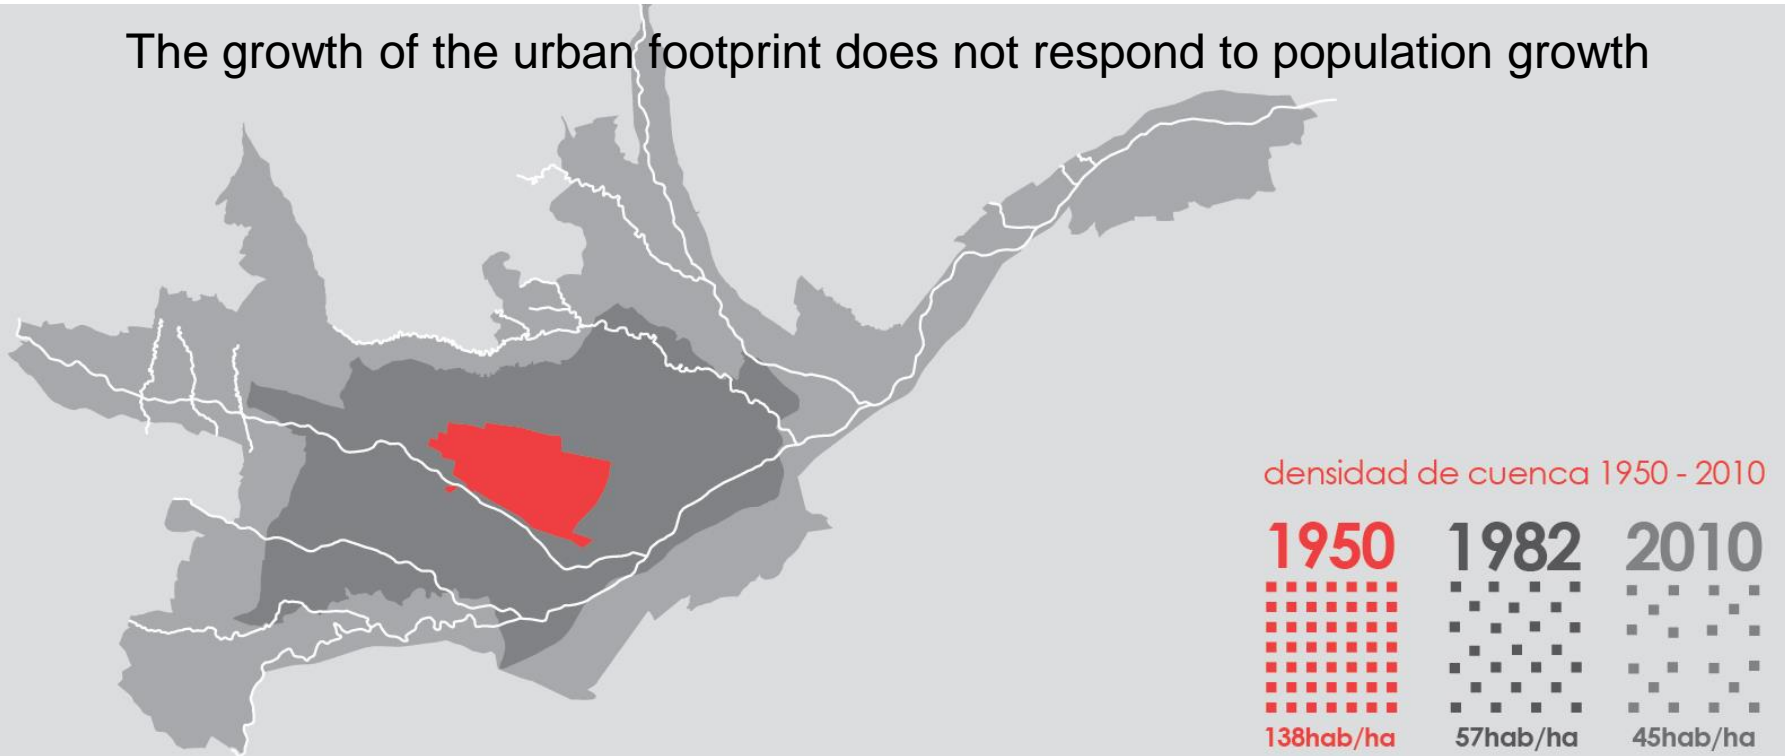 The growth of the urban footprint does not respond to population growth
densidad de cuenca 1950 - 2010
1950 1982 2010
138hab/ha 57hab/ha 45hab/ha